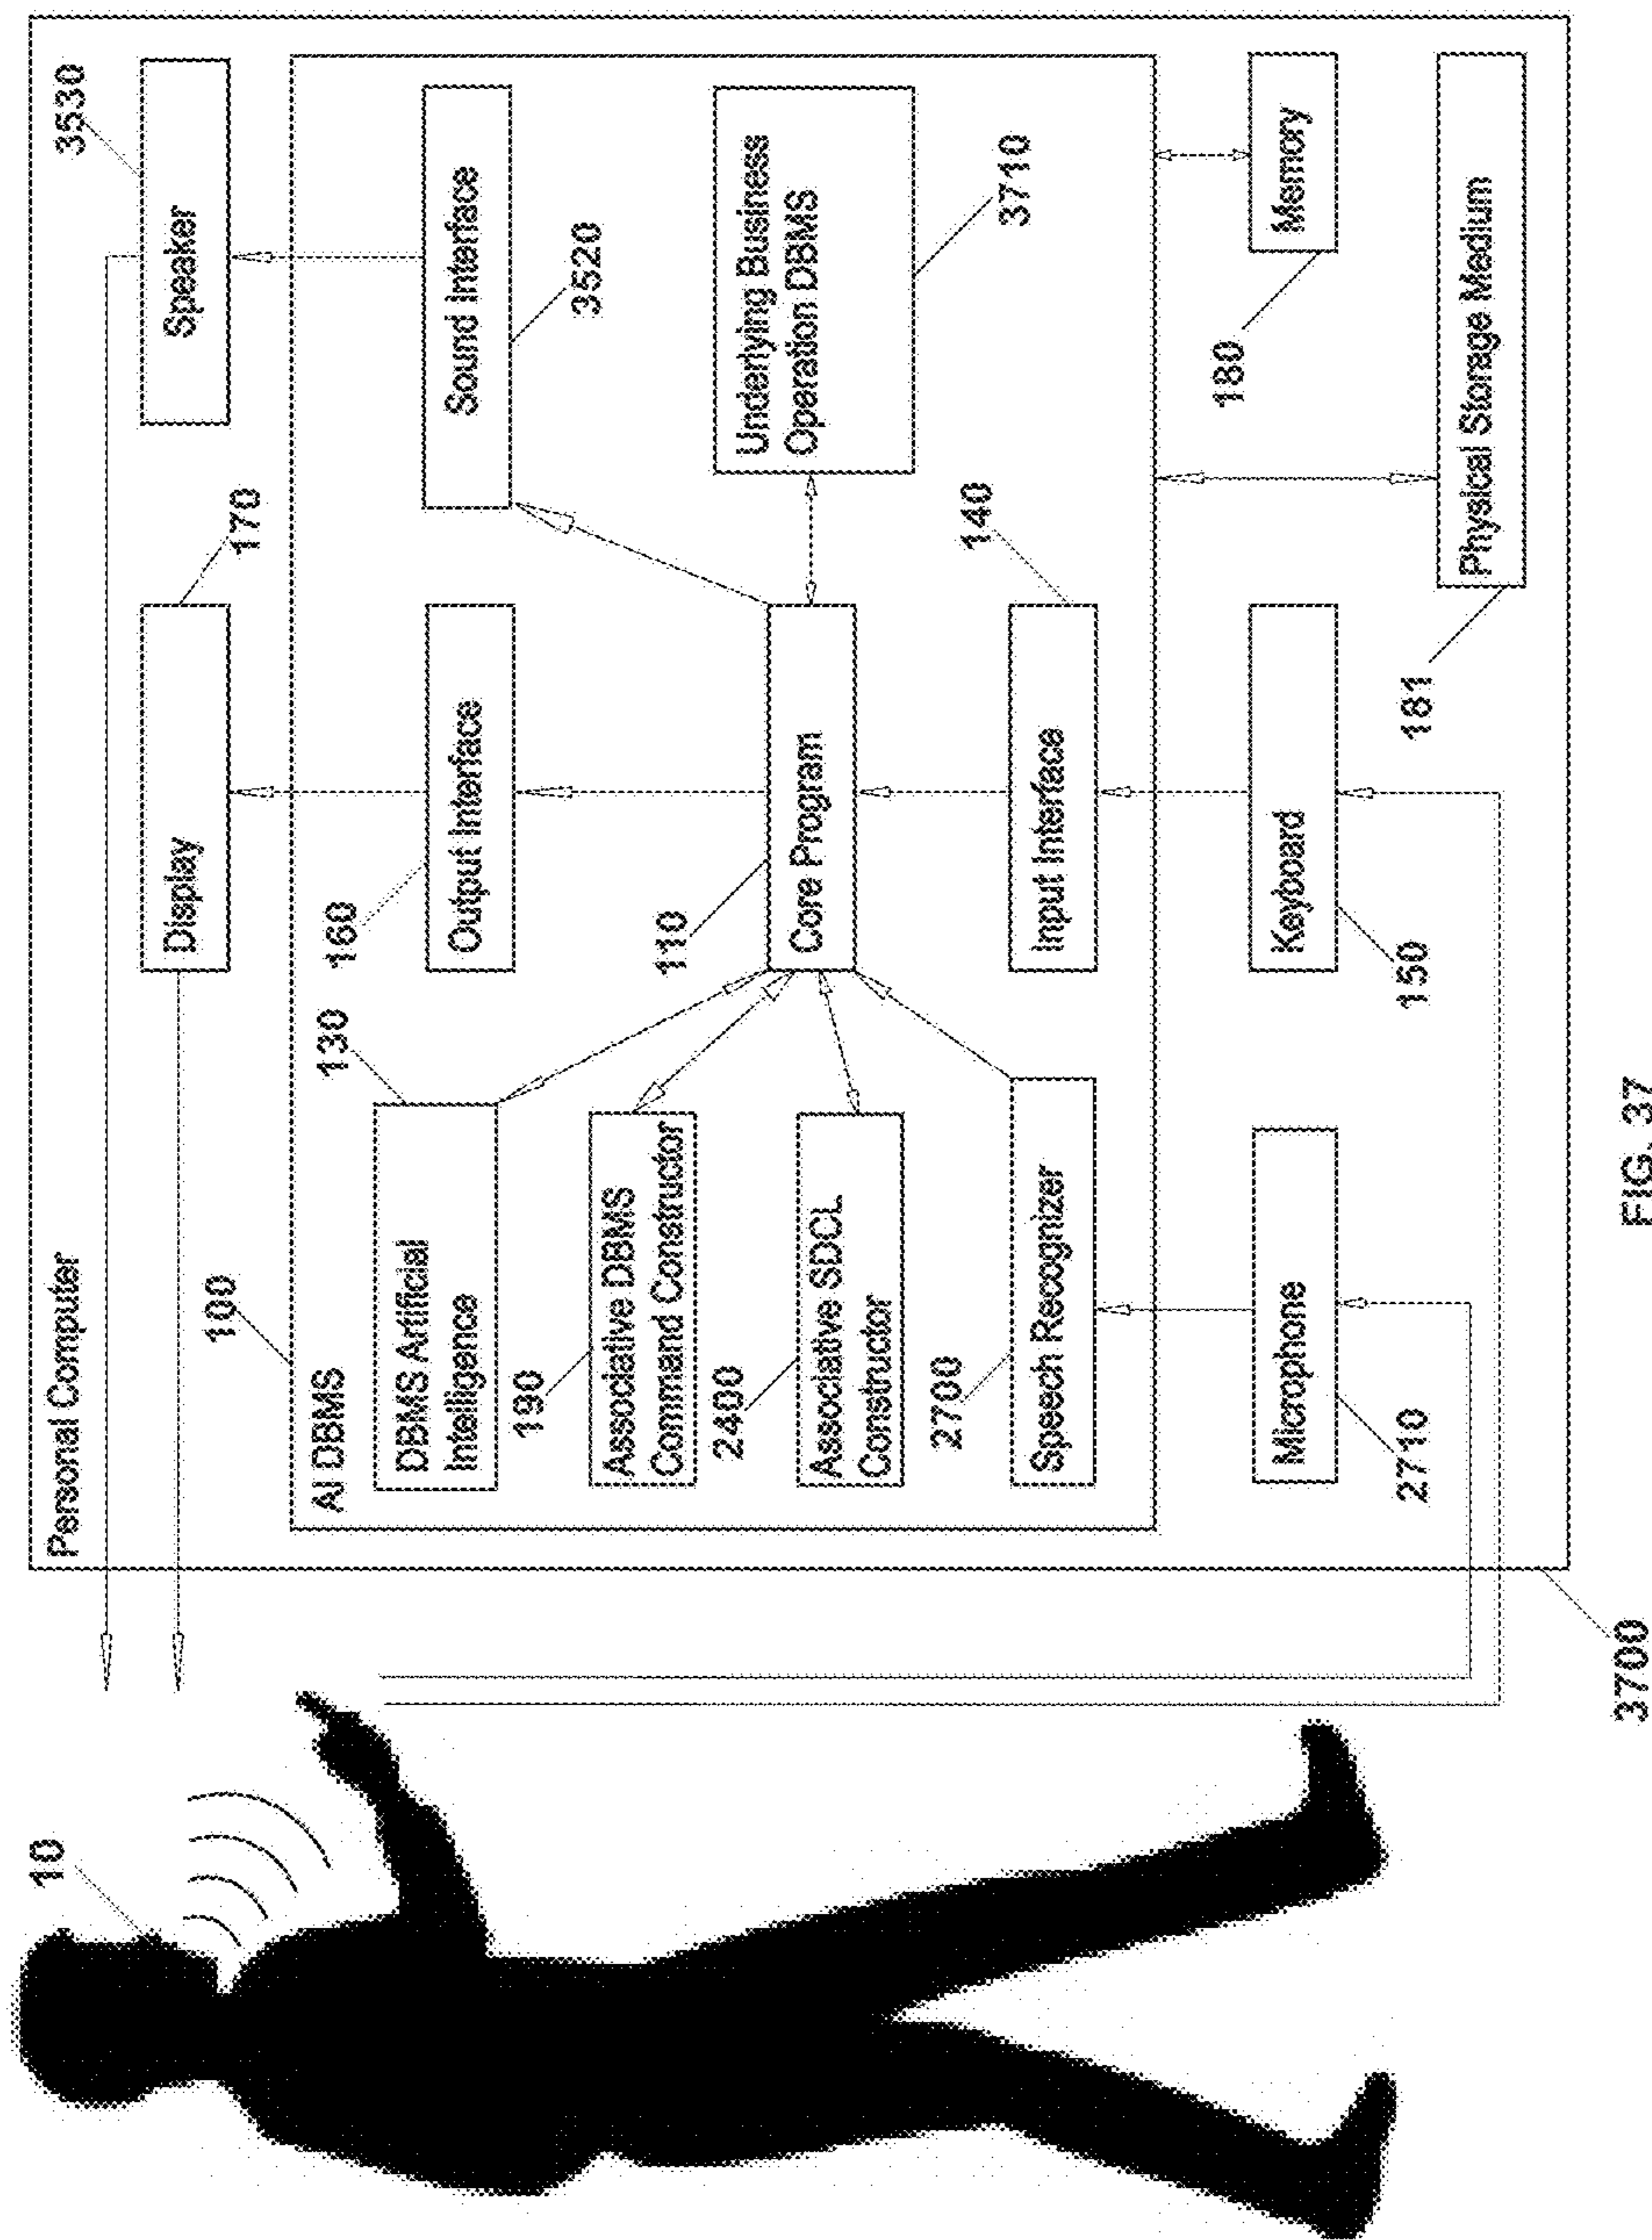 Personal Computer
3530
Speaker
170
Display
100
AI DBMS
130
DBMS Artificial
Intelligence
160
Output Interface
Sound Interface
3520
190
Associative DBMS
Command Constructor
110
Core Program
Underlying Business
Operation DBMS
3710
2400
Associative SDCL
Constructor
2700
Speech Recognizer
140
Input Interface
Microphone
2710
Keyboard
150
Memory
180
Physical Storage Medium
181
10
3700
FIG. 37